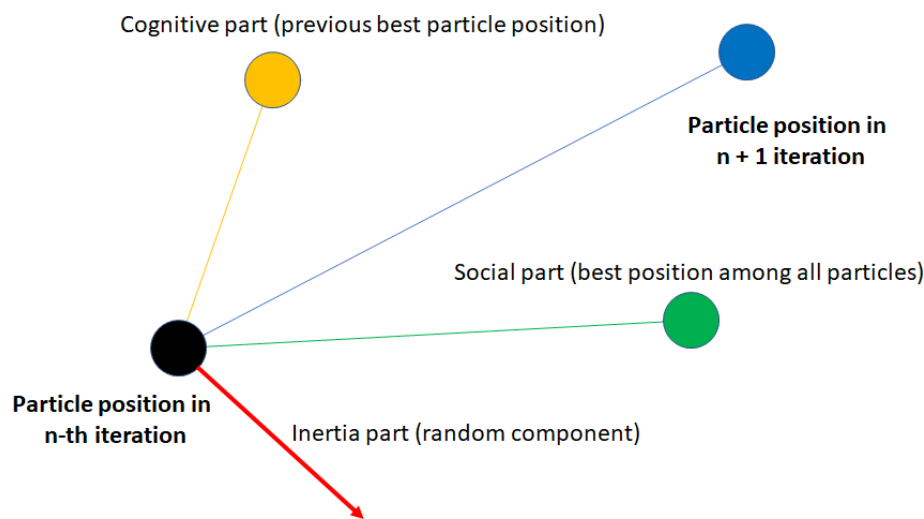 Cognitive part (previous best particle position)
Particle position in
n + 1 iteration
Social part (best position among all particles)
Particle position in
n-th iteration
Inertia part (random component)